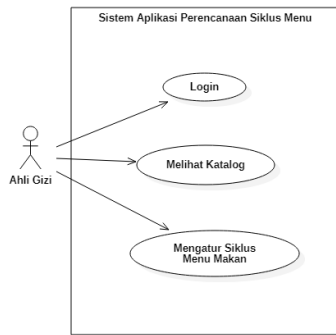 Sistem Aplikasi Perencanaan Siklus Menu
Login
Ahli Gizi
Melihat Katalog
Mengatur Siklus
Menu Makan